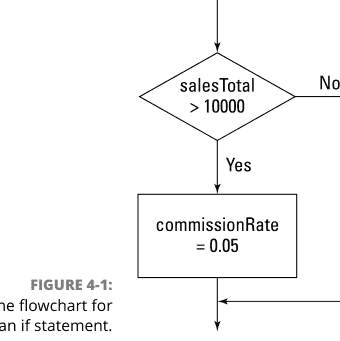 salesTotal
> 10000
No
Yes
commissionRate
= 0.05
FIGURE 4-1:
he flowchart for
an if statement.